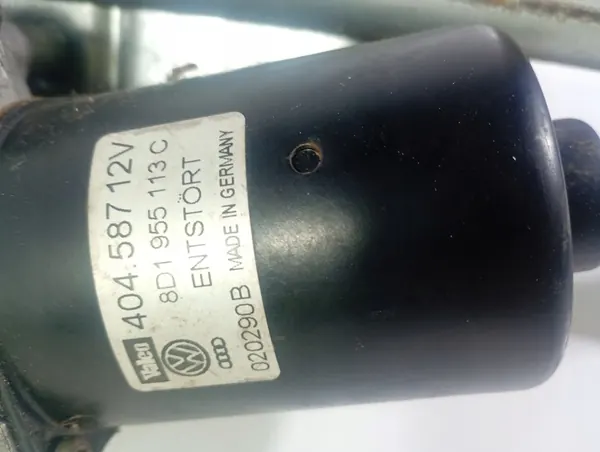 Valeo 404.587 12V
8D1 955 113 C
ENTSTÖRT
020290B MADE IN GERMANY